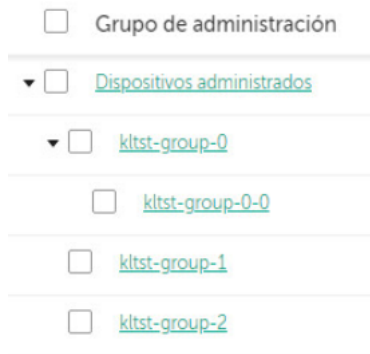 Grupo de administración
Dispositivos administrados
kltst-group-0
kltst-group-0-0
kltst-group-1
kltst-group-2